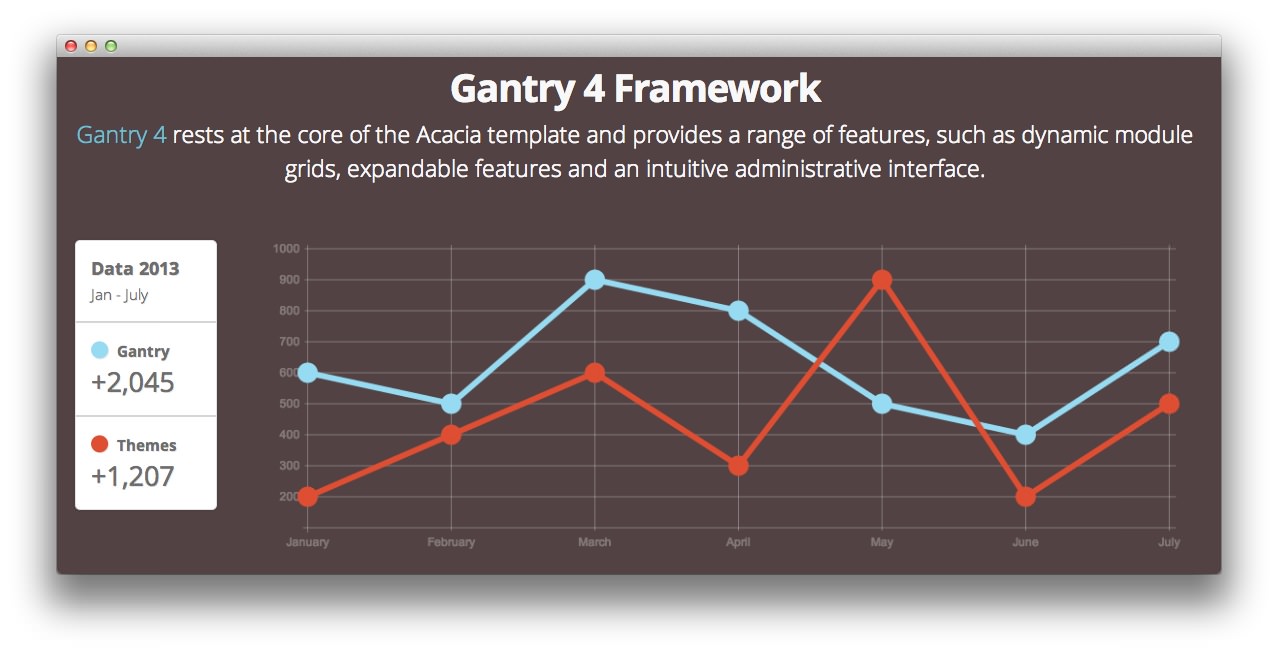 Gantry 4 Framework
Gantry 4 rests at the core of the Acacia template and provides a range of features, such as dynamic module
grids, expandable features and an intuitive administrative interface.
Data 2013
Jan - July
Gantry
+2,045
Themes
+1,207
1000
900
800
700
600
500
400
300
200
January February March April May June July